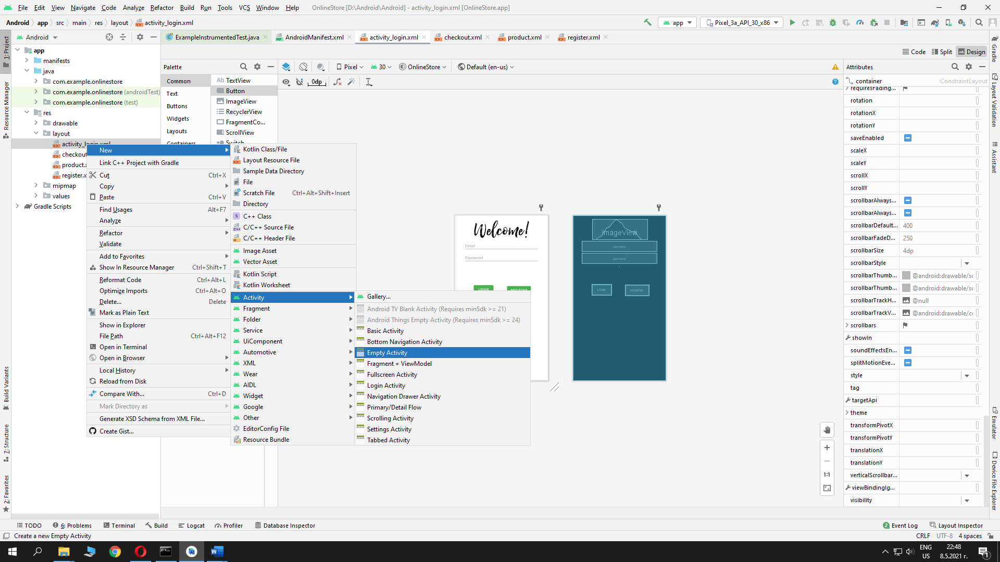 File Edit View Navigate Code Analyze Refactor Build Run Tools VCS Window Help OnlineStore [D:\Android\Android] - activity_login.xml [OnlineStore.app]
Android app src main res layout activity_login.xml
app Pixel_3a_API_30_x86
Android
ExampleInstrumentedTest.java AndroidManifest.xml activity_login.xml checkout.xml product.xml register.xml
Code Split Design
1: Project
Resource Manager
Build Variants
7: Structure
2: Favorites
app
manifests
java
com.example.onlinestore
com.example.onlinestore (androidTest)
com.example.onlinestore (test)
res
drawable
layout
activity_login.xml
checkout
product.x
register.x
mipmap
values
Gradle Scripts
Palette
Common
Text
Buttons
Widgets
Layouts
Containers
Ab TextView
Button
ImageView
RecyclerView
FragmentCo...
ScrollView
Switch
Pixel 30 OnlineStore Default (en-us)
0dp
New
Link C++ Project with Gradle
Cut Ctrl+X
Copy
Paste Ctrl+V
Find Usages Alt+F7
Analyze
Refactor
Validate
Add to Favorites
Show In Resource Manager Ctrl+Shift+T
Reformat Code Ctrl+Alt+L
Optimize Imports Ctrl+Alt+O
Delete... Delete
Mark as Plain Text
Show in Explorer
File Path Ctrl+Alt+F12
Open in Terminal
Open in Browser
Local History
Reload from Disk
Compare With... Ctrl+D
Mark Directory as
Generate XSD Schema from XML File...
Create Gist...
Kotlin Class/File
Layout Resource File
Sample Data Directory
File
Scratch File Ctrl+Alt+Shift+Insert
Directory
S C++ Class
C/C++ Source File
C/C++ Header File
Image Asset
Vector Asset
Kotlin Script
Kotlin Worksheet
Activity
Fragment
Folder
Service
UiComponent
Automotive
XML
Wear
AIDL
Widget
Google
Other
EditorConfig File
Resource Bundle
Gallery...
Android TV Blank Activity (Requires minSdk >= 21)
Android Things Empty Activity (Requires minSdk >= 24)
Basic Activity
Bottom Navigation Activity
Empty Activity
Fragment + ViewModel
Fullscreen Activity
Login Activity
Navigation Drawer Activity
Primary/Detail Flow
Scrolling Activity
Settings Activity
Tabbed Activity
Welcome!
Email
Password
LOGIN REGISTER
ImageView
username
password
LOGIN REGISTER
1:1
Attributes
container ConstraintLayout
requiresFading...
rotation
rotationX
rotationY
saveEnabled
scaleX
scaleY
scrollX
scrollY
scrollbarAlways...
scrollbarAlways...
scrollbarDefault... 400
scrollbarFadeD... 250
scrollbarSize 4dp
scrollbarStyle
scrollbarThumb... @android:drawable/sc
scrollbarThumb... @android:drawable/sc
scrollbarTrackH... @null
scrollbarTrackV... @android:drawable/co
scrollbars
showIn
soundEffectsEn...
splitMotionEve...
style
tag
targetApi
theme
transformPivotX
transformPivotY
translationX
translationY
verticalScrollbar...
viewBindingIg...
visibility
Gradle
Layout Validation
Assistant
Emulator
Device File Explorer
TODO 6: Problems Terminal Build Logcat Profiler Database Inspector 2 Event Log Layout Inspector
Create a new Empty Activity CRLF UTF-8 4 spaces
ENG
US
22:48
8.5.2021 г.
1